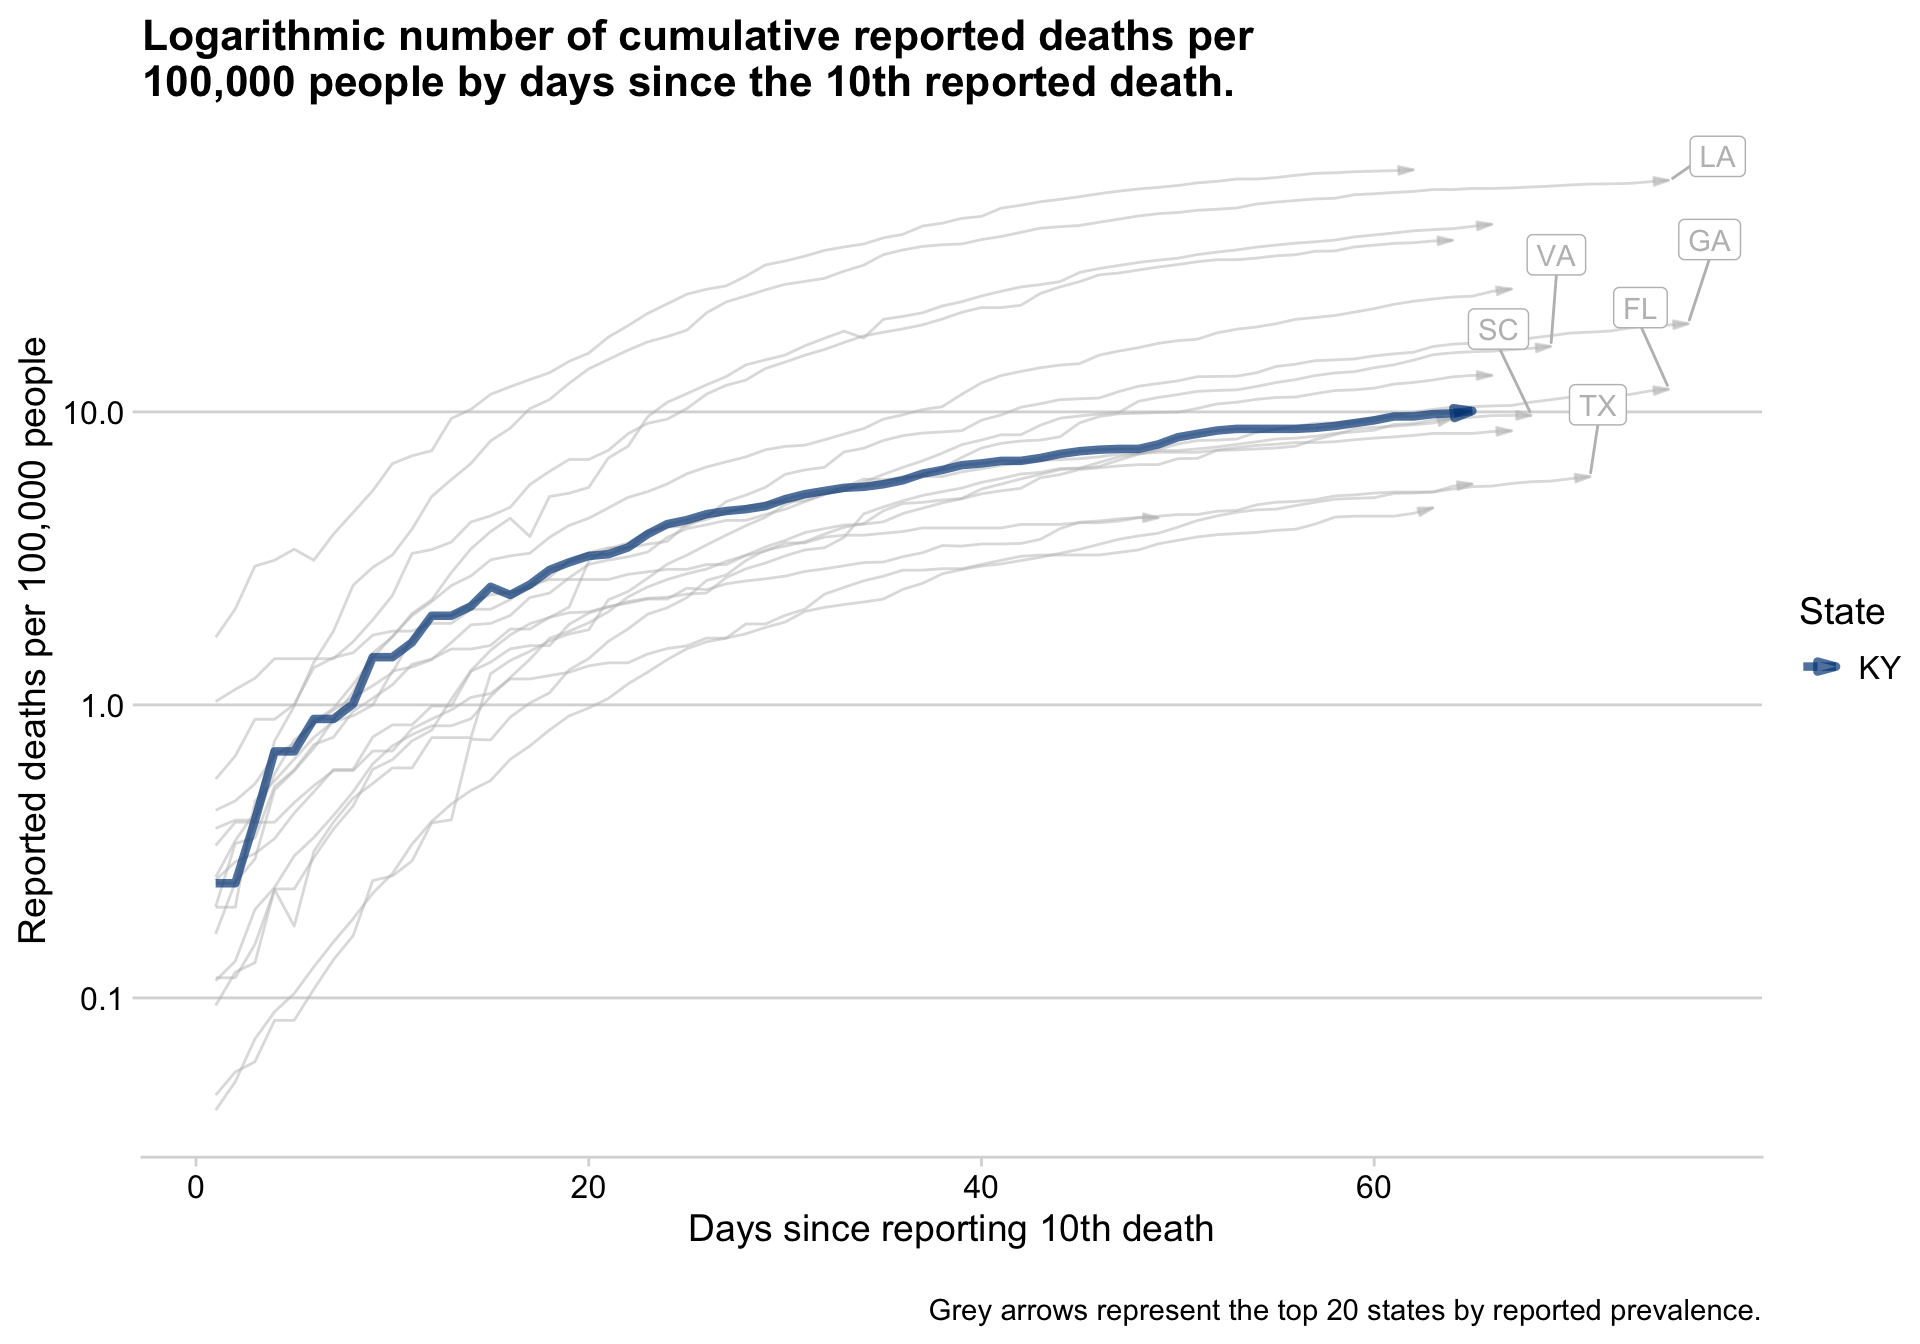 Logarithmic number of cumulative reported deaths per
100,000 people by days since the 10th reported death.
Reported deaths per 100,000 people
10.0
1.0
0.1
LA
GA
VA
FL
SC
TX
State
KY
0
20
40
60
Days since reporting 10th death
Grey arrows represent the top 20 states by reported prevalence.